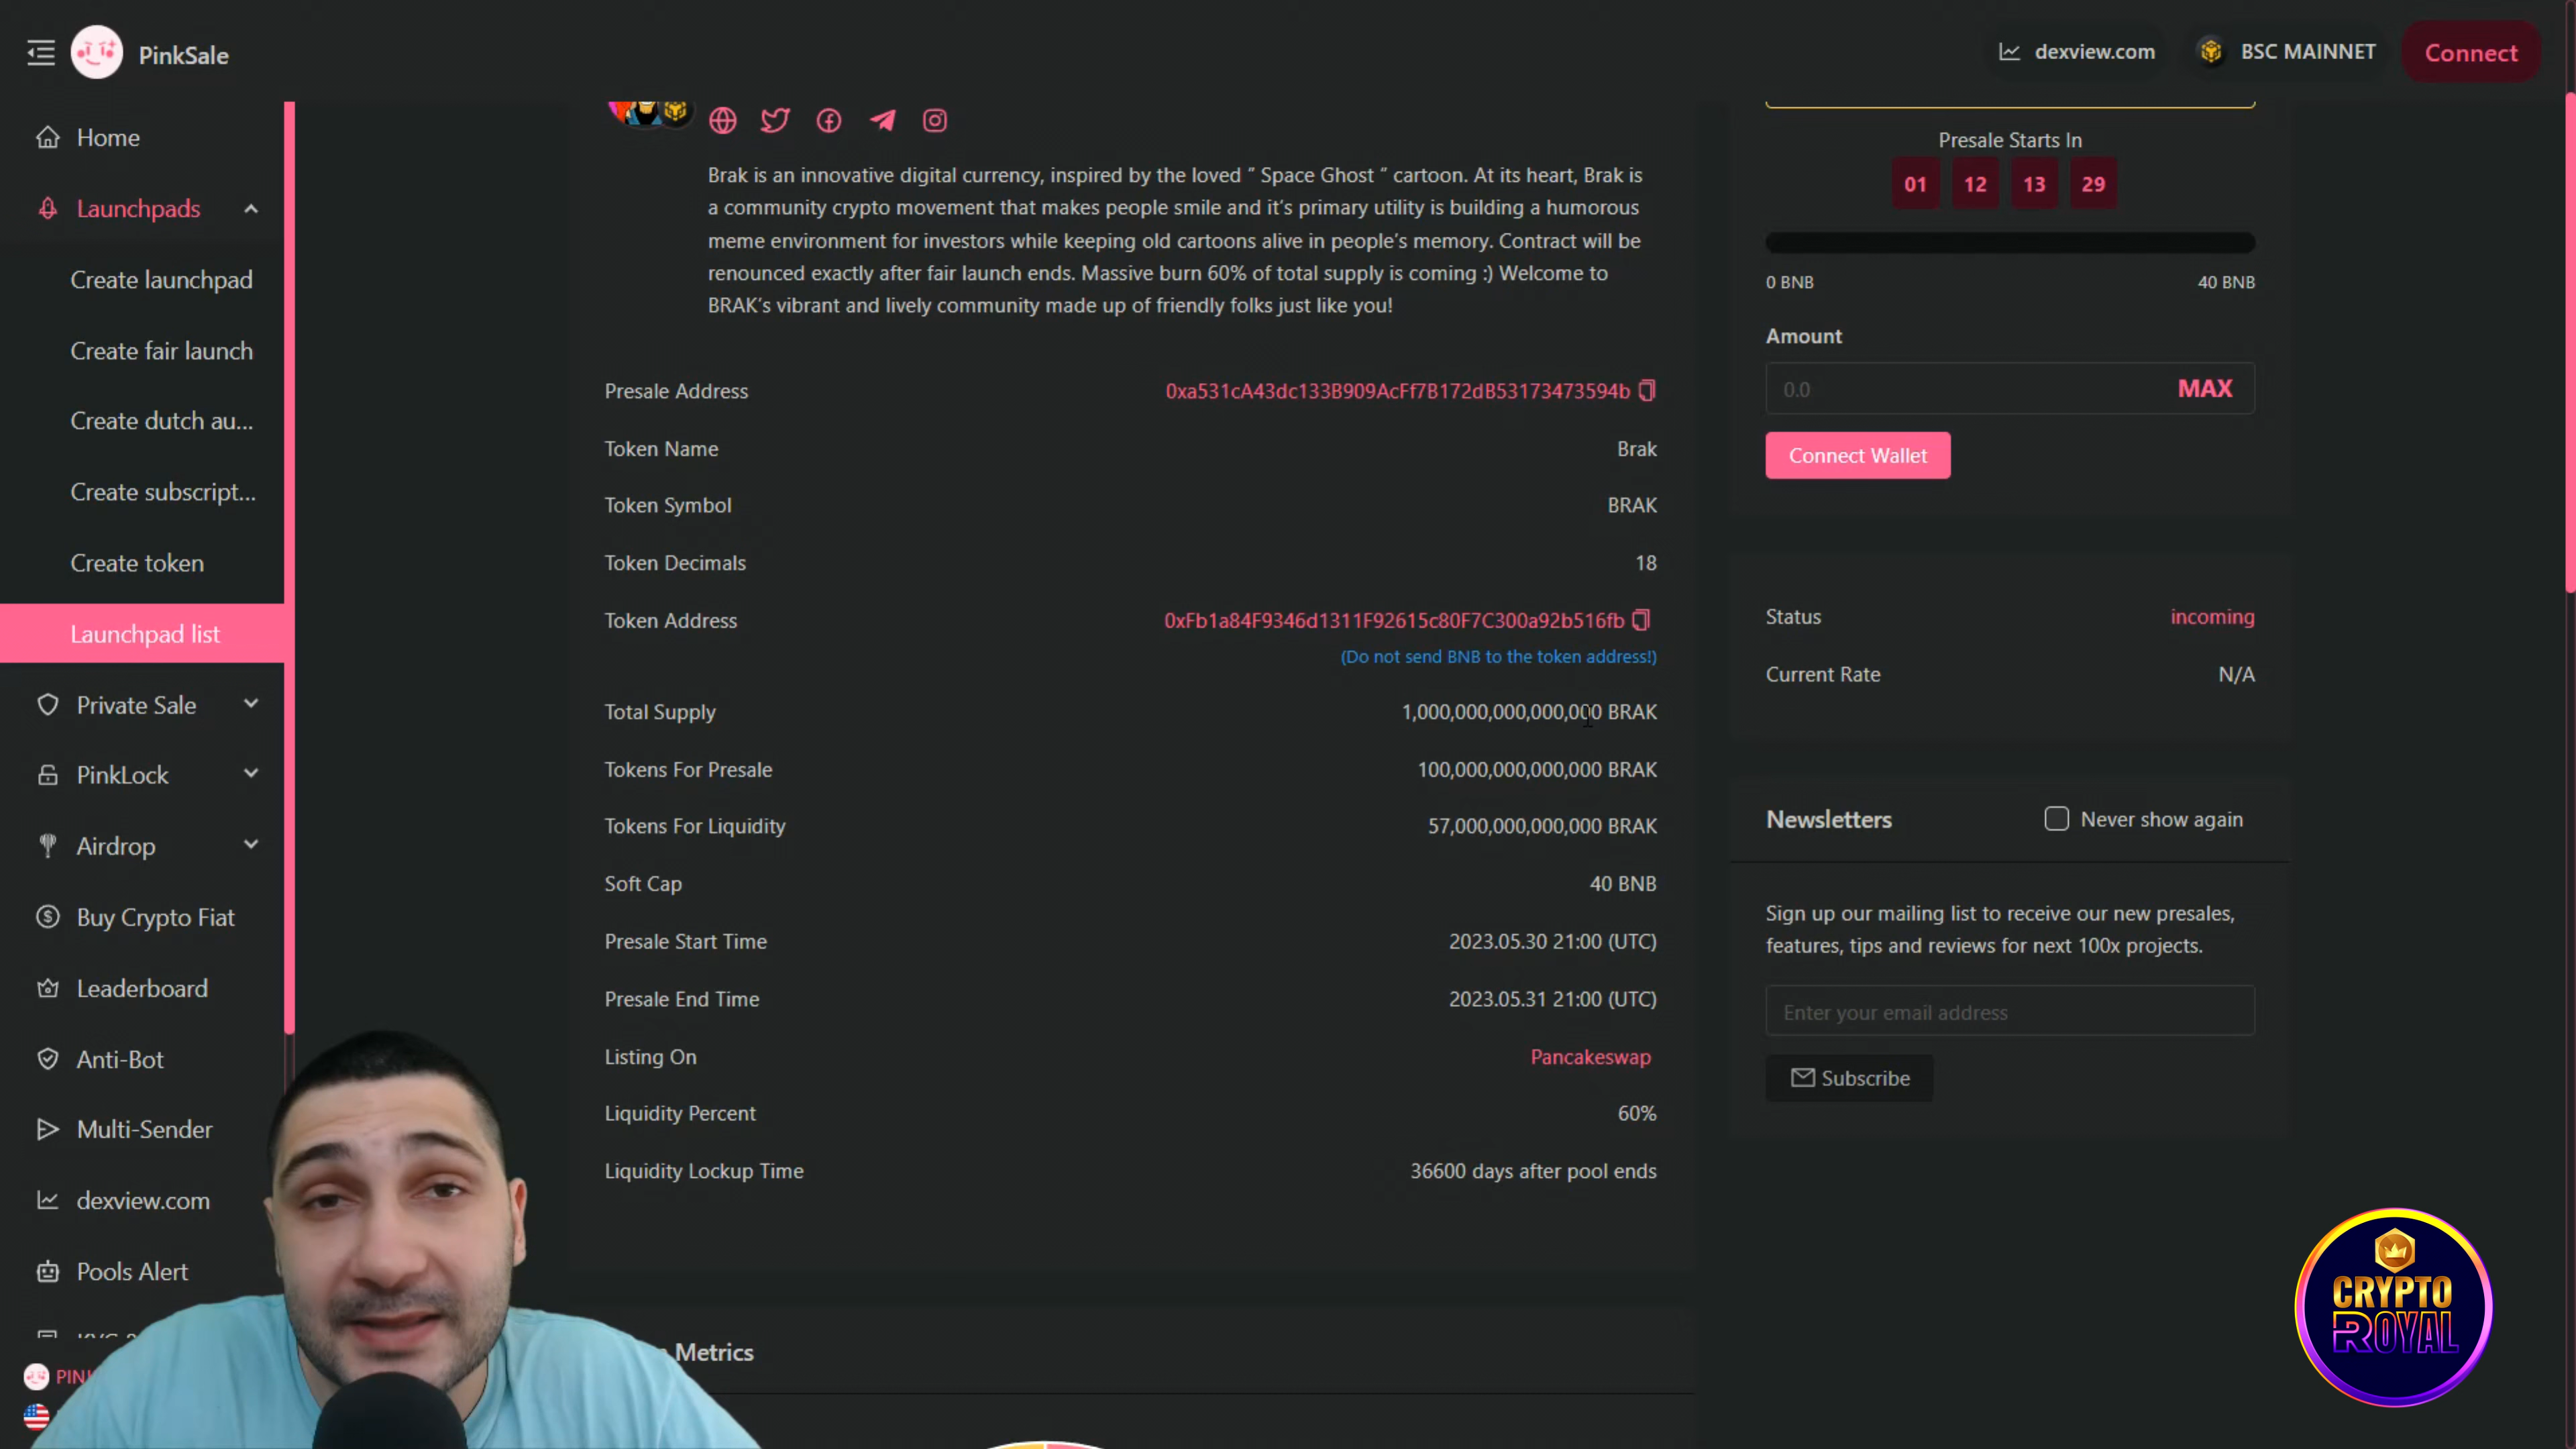 PinkSale
dexview.com
BSC MAINNET
Connect
Home
Launchpads
Create launchpad
Create fair launch
Create dutch au...
Create subscript...
Create token
Launchpad list
Private Sale
PinkLock
Airdrop
Buy Crypto Fiat
Leaderboard
Anti-Bot
Multi-Sender
dexview.com
Pools Alert
Brak is an innovative digital currency, inspired by the loved " Space Ghost " cartoon. At its heart, Brak is
a community crypto movement that makes people smile and it's primary utility is building a humorous
meme environment for investors while keeping old cartoons alive in people's memory. Contract will be
renounced exactly after fair launch ends. Massive burn 60% of total supply is coming :) Welcome to
BRAK's vibrant and lively community made up of friendly folks just like you!
Presale Address 0xa531cA43dc133B909AcFf7B172dB53173473594b
Token Name Brak
Token Symbol BRAK
Token Decimals 18
Token Address 0xFb1a84F9346d1311F92615c80F7C300a92b516fb
(Do not send BNB to the token address!)
Total Supply 1,000,000,000,000,000 BRAK
Tokens For Presale 100,000,000,000,000 BRAK
Tokens For Liquidity 57,000,000,000,000 BRAK
Soft Cap 40 BNB
Presale Start Time 2023.05.30 21:00 (UTC)
Presale End Time 2023.05.31 21:00 (UTC)
Listing On Pancakeswap
Liquidity Percent 60%
Liquidity Lockup Time 36600 days after pool ends
Metrics
Presale Starts In
01 12 13 29
0 BNB 40 BNB
Amount
0.0 MAX
Connect Wallet
Status incoming
Current Rate N/A
Newsletters Never show again
Sign up our mailing list to receive our new presales,
features, tips and reviews for next 100x projects.
Enter your email address
Subscribe
CRYPTO
ROYAL